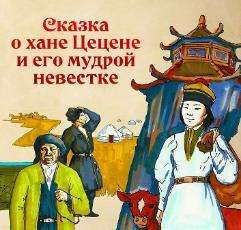 Сказка
о хане Цецене
и его мудрой
невестке